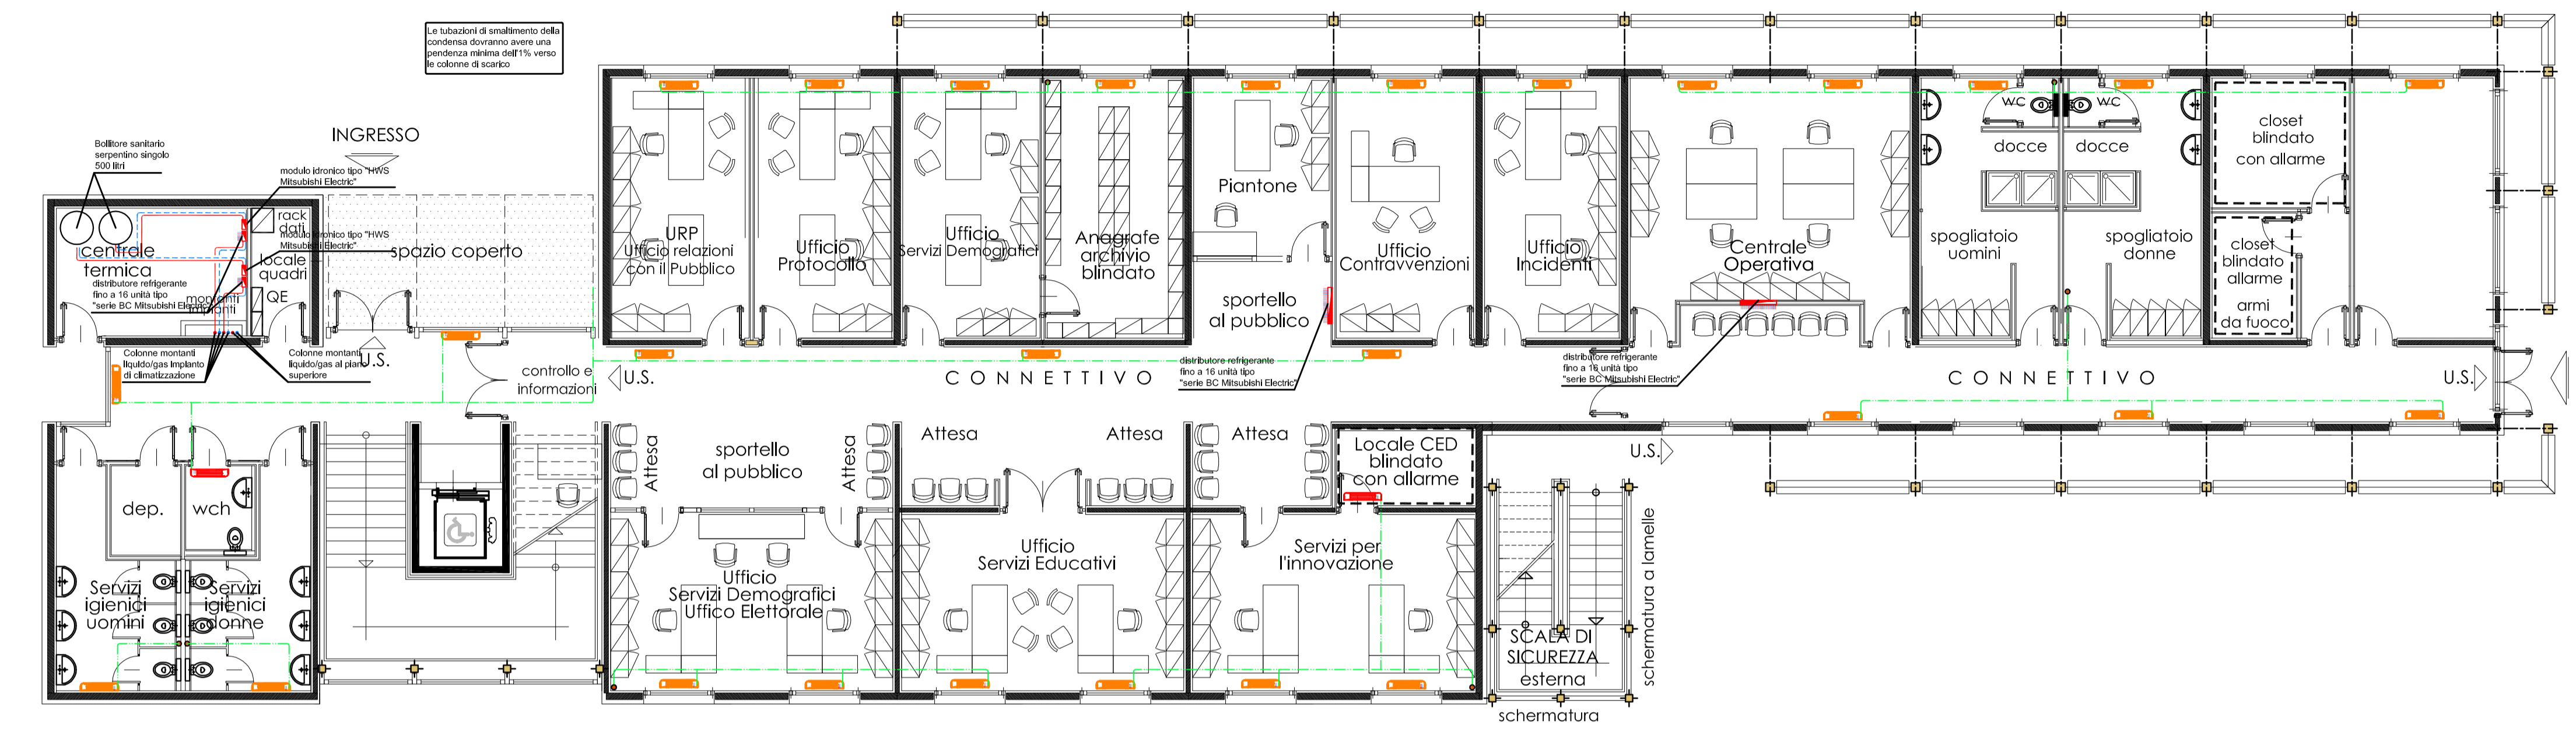 Le tubazioni di smaltimento della
condensa dovranno avere una
pendenza minima dell'1% verso
le colonne di scarico
INGRESSO
Bollitore sanitario
serpentino singolo
500 litri
modulo idronico tipo "HWS
Mitsubishi Electric"
rack
dati
modulo idronico tipo "HWS
Mitsubishi Electric"
centrale
termica
locale
quadri
spazio coperto
distributore refrigerante
fino a 16 unità tipo
"serie BC Mitsubishi Electric"
montanti
impianti
QE
Colonne montanti
liquido/gas Impianto
di climatizzazione
Colonne montanti
liquido/gas al piano
superiore
U.S.
controllo e
informazioni
U.S.
URP
Ufficio relazioni
con il Pubblico
Ufficio
Protocollo
Ufficio
Servizi Demografici
Anagrafe
archivio
blindato
Piantone
sportello
al pubblico
Ufficio
Contravvenzioni
Ufficio
Incidenti
Centrale
Operativa
wc
wc
docce
docce
spogliatoio
uomini
spogliatoio
donne
closet
blindato
con allarme
closet
blindato
allarme
armi
da fuoco
CONNETTIVO
distributore refrigerante
fino a 16 unità tipo
"serie BC Mitsubishi Electric"
distributore refrigerante
fino a 16 unità tipo
"serie BC Mitsubishi Electric"
CONNETTIVO
U.S.
dep.
wch
Servizi
igienici
uomini
Servizi
igienici
donne
Attesa
sportello
al pubblico
Attesa
Attesa
Attesa
Attesa
Locale CED
blindato
con allarme
U.S.
Ufficio
Servizi Demografici
Uffico Elettorale
Ufficio
Servizi Educativi
Servizi per
l'innovazione
SCALA DI
SICUREZZA
esterna
schermatura a lamelle
schermatura